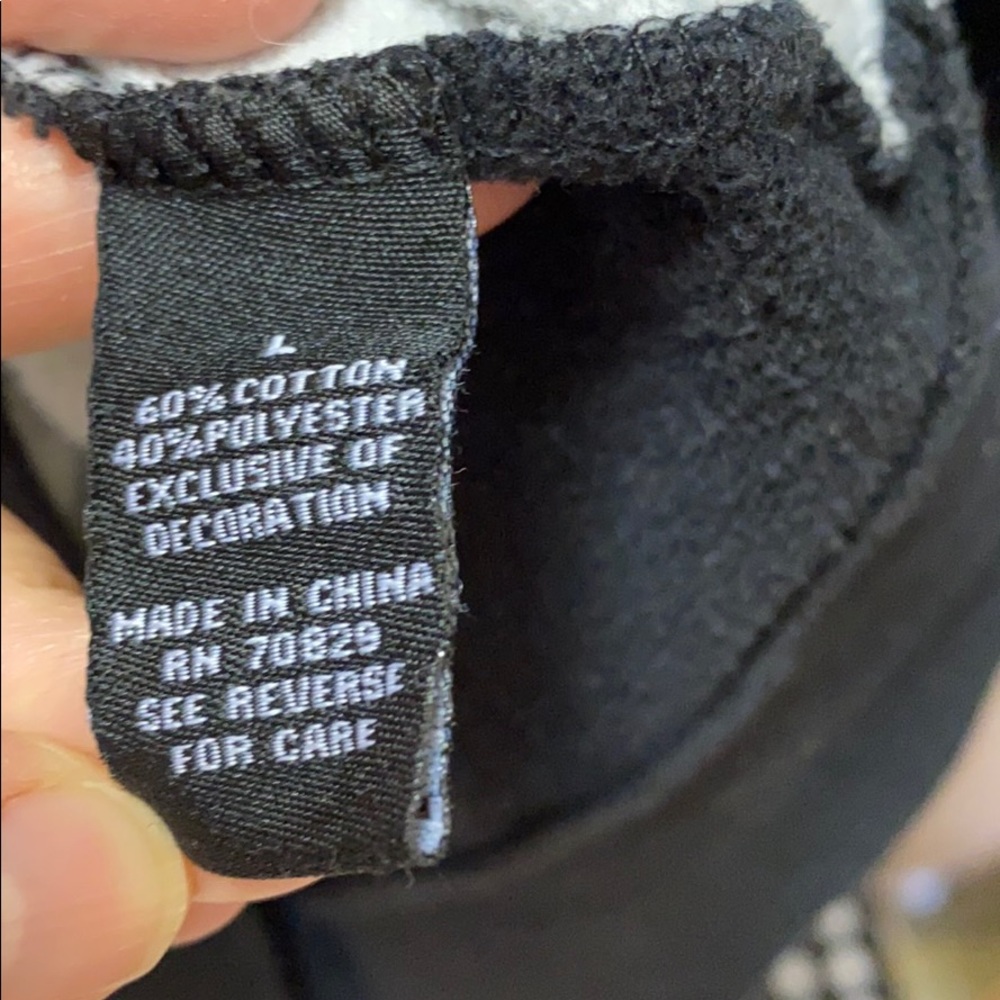 L
60% COTTON
40% POLYESTER
EXCLUSIVE OF
DECORATION
MADE IN CHINA
RN 70829
SEE REVERSE
FOR CARE